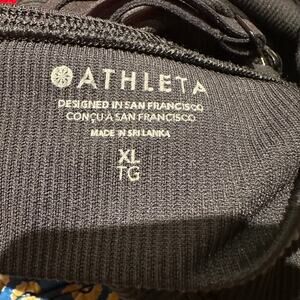 ATHLETA
DESIGNED IN SAN FRANCISCO
CONÇU À SAN FRANCISCO
MADE IN SRI LANKA
XL
TG